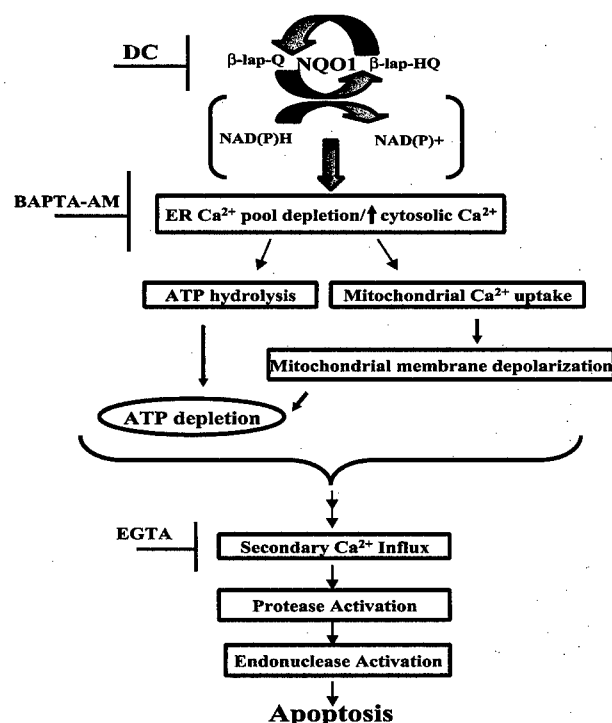 DC
β-lap-Q NQO1 β-lap-HQ
NAD(P)H NAD(P)+
BAPTA-AM
ER Ca²⁺ pool depletion/⬆ cytosolic Ca²⁺
ATP hydrolysis
Mitochondrial Ca²⁺ uptake
Mitochondrial membrane depolarization
ATP depletion
EGTA
Secondary Ca²⁺ Influx
Protease Activation
Endonuclease Activation
Apoptosis